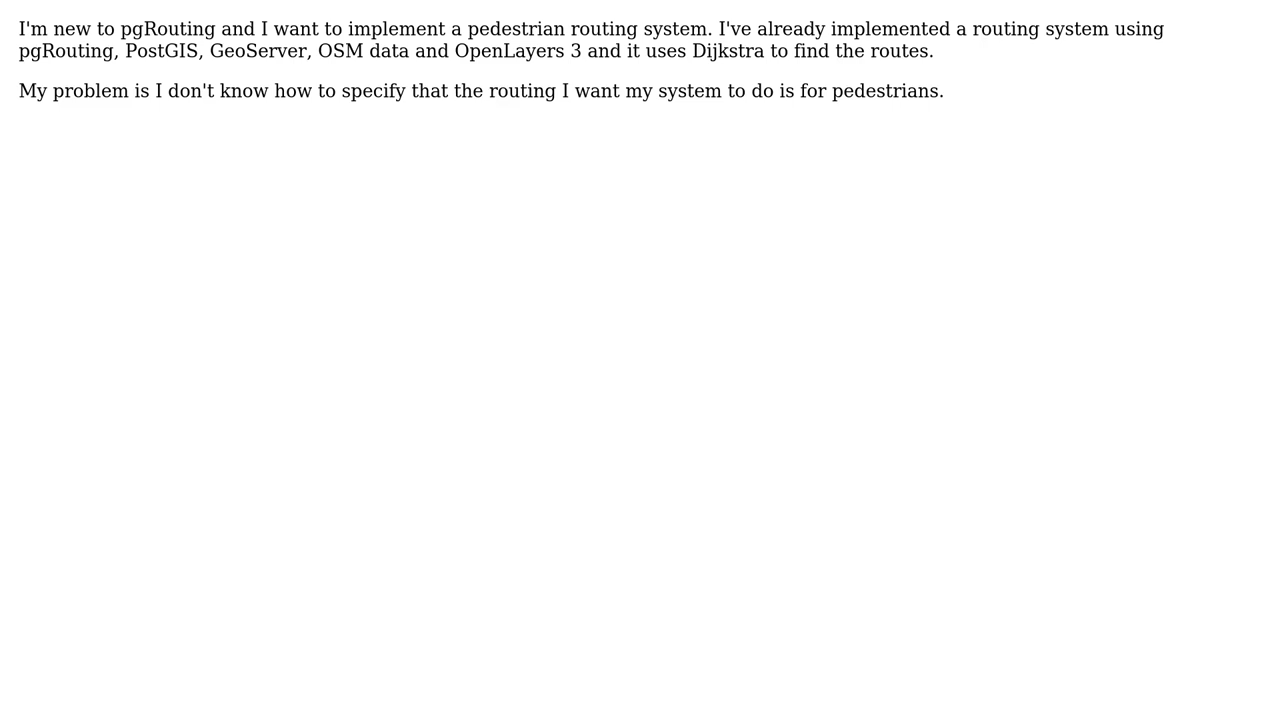 I'm new to pgRouting and I want to implement a pedestrian routing system. I've already implemented a routing system using
pgRouting, PostGIS, GeoServer, OSM data and OpenLayers 3 and it uses Dijkstra to find the routes.
My problem is I don't know how to specify that the routing I want my system to do is for pedestrians.